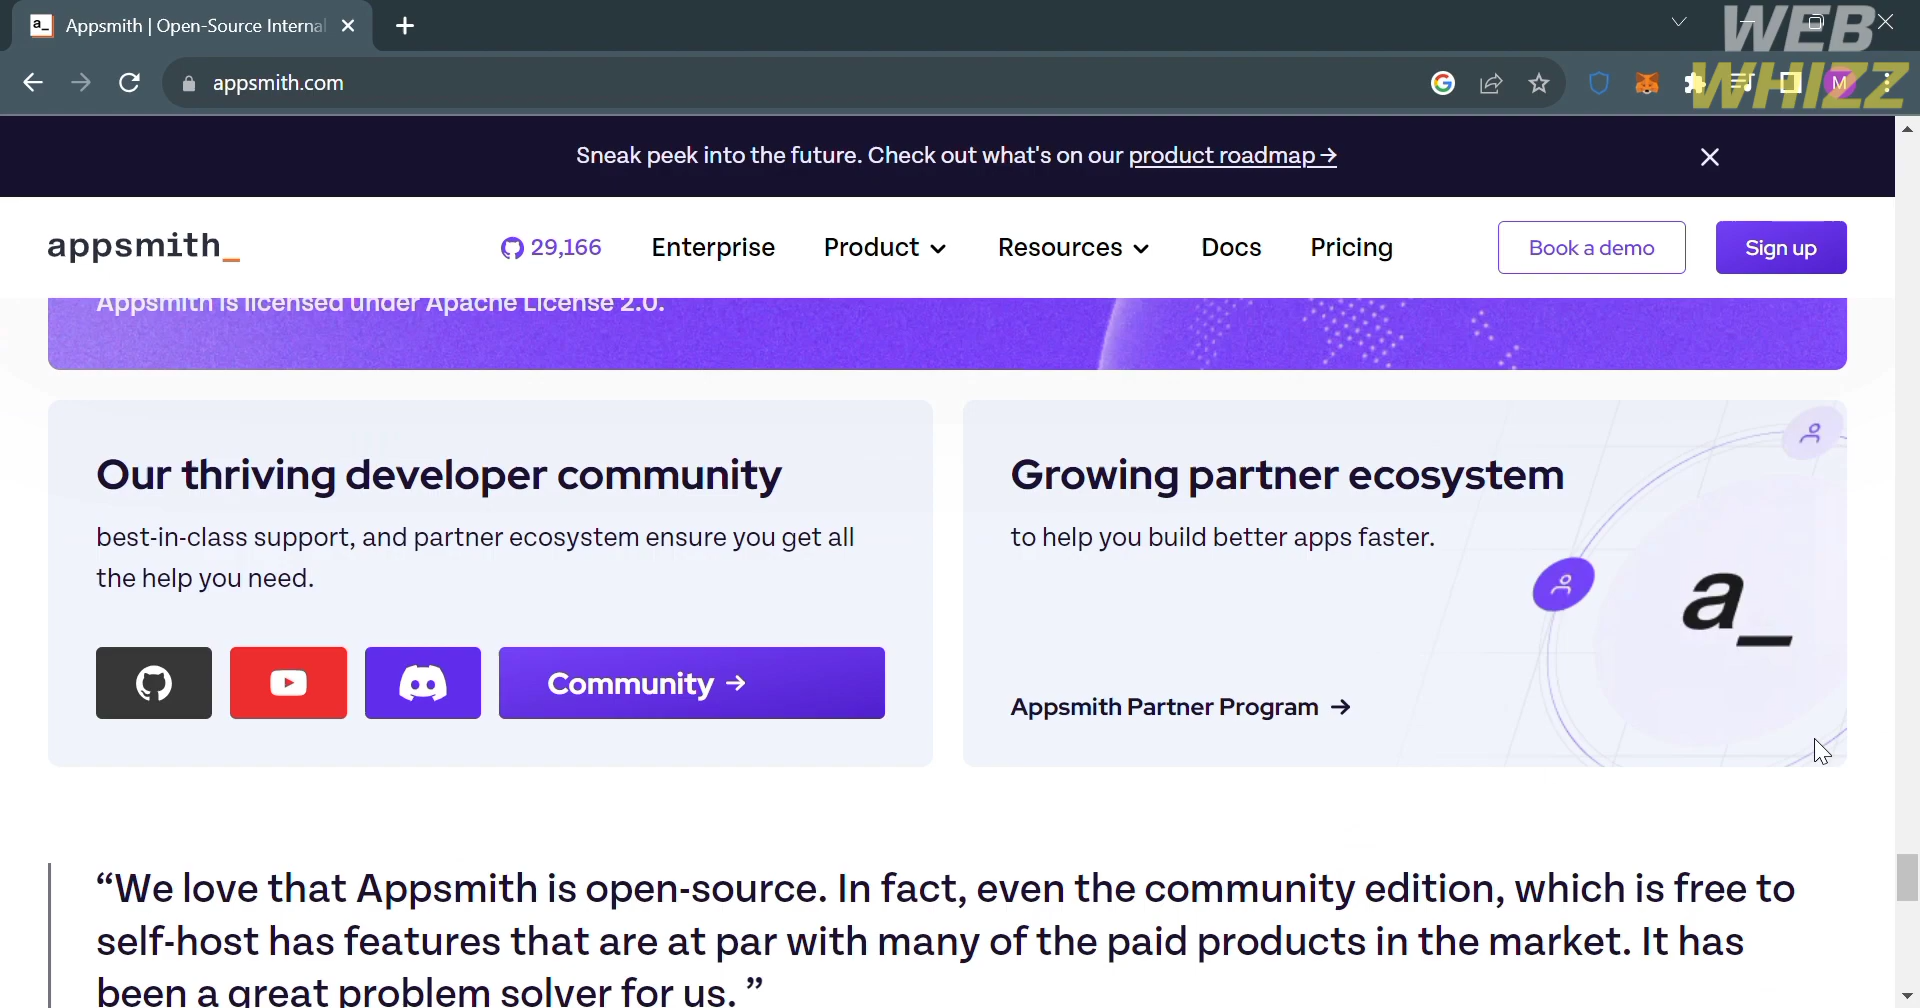 a_ Appsmith | Open-Source Interna
WEB
WHIZZ
appsmith.com
M
Sneak peek into the future. Check out what's on our product roadmap →
appsmith_ 29,166 Enterprise Product Resources Docs Pricing Book a demo Sign up
Appsmith is licensed under Apache License 2.0.
Our thriving developer community
best-in-class support, and partner ecosystem ensure you get all
the help you need.
Community →
Growing partner ecosystem
to help you build better apps faster.
a_
Appsmith Partner Program →
“We love that Appsmith is open-source. In fact, even the community edition, which is free to
self-host has features that are at par with many of the paid products in the market. It has
been a great problem solver for us. ”